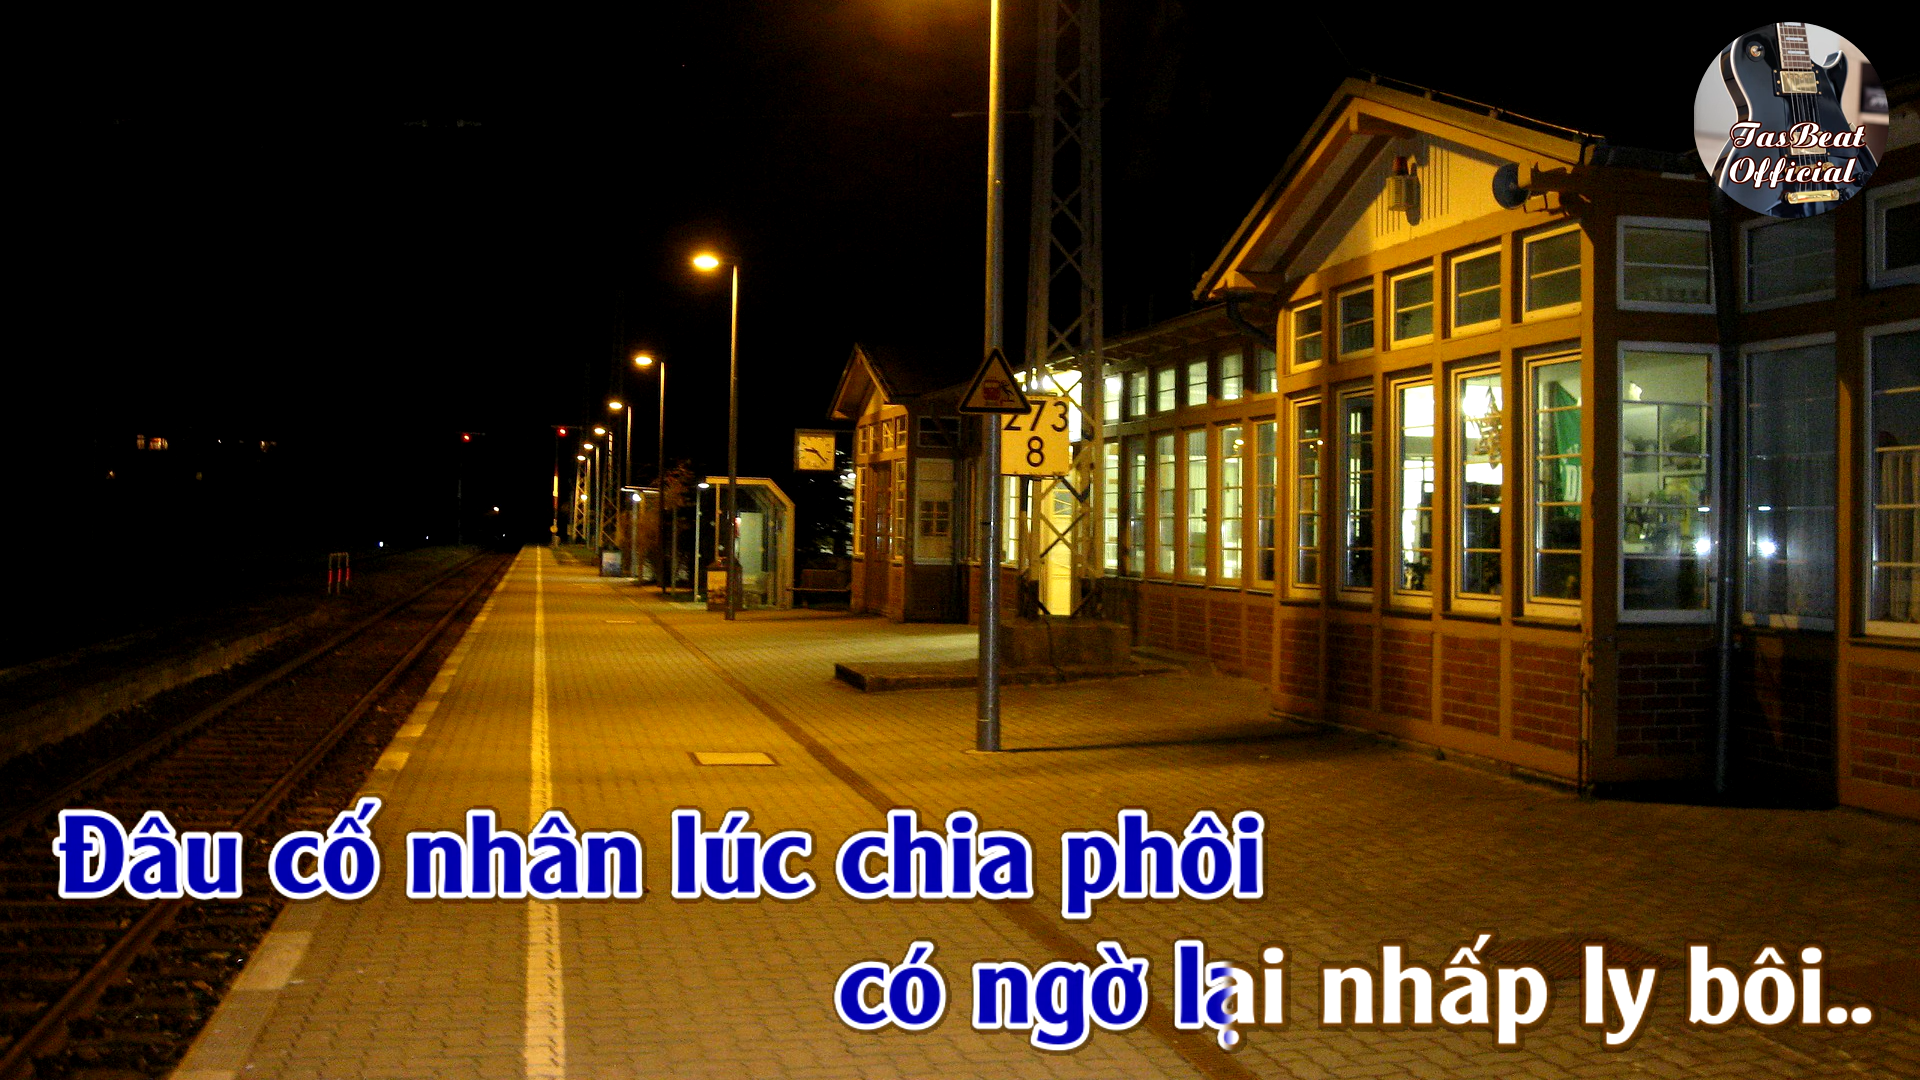 TasBeat
Official
273
8
Đâu cố nhân lúc chia phôi
có ngờ lại nhấp ly bôi..